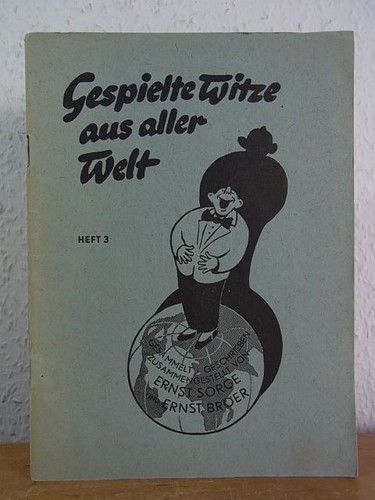 Gespielte Witze
aus aller
Welt
HEFT 3
GESAMMELT, GESCHRIEBEN
ZUSAMMENGESTELLT VON
ERNST SORGE
UND ERNST BROER